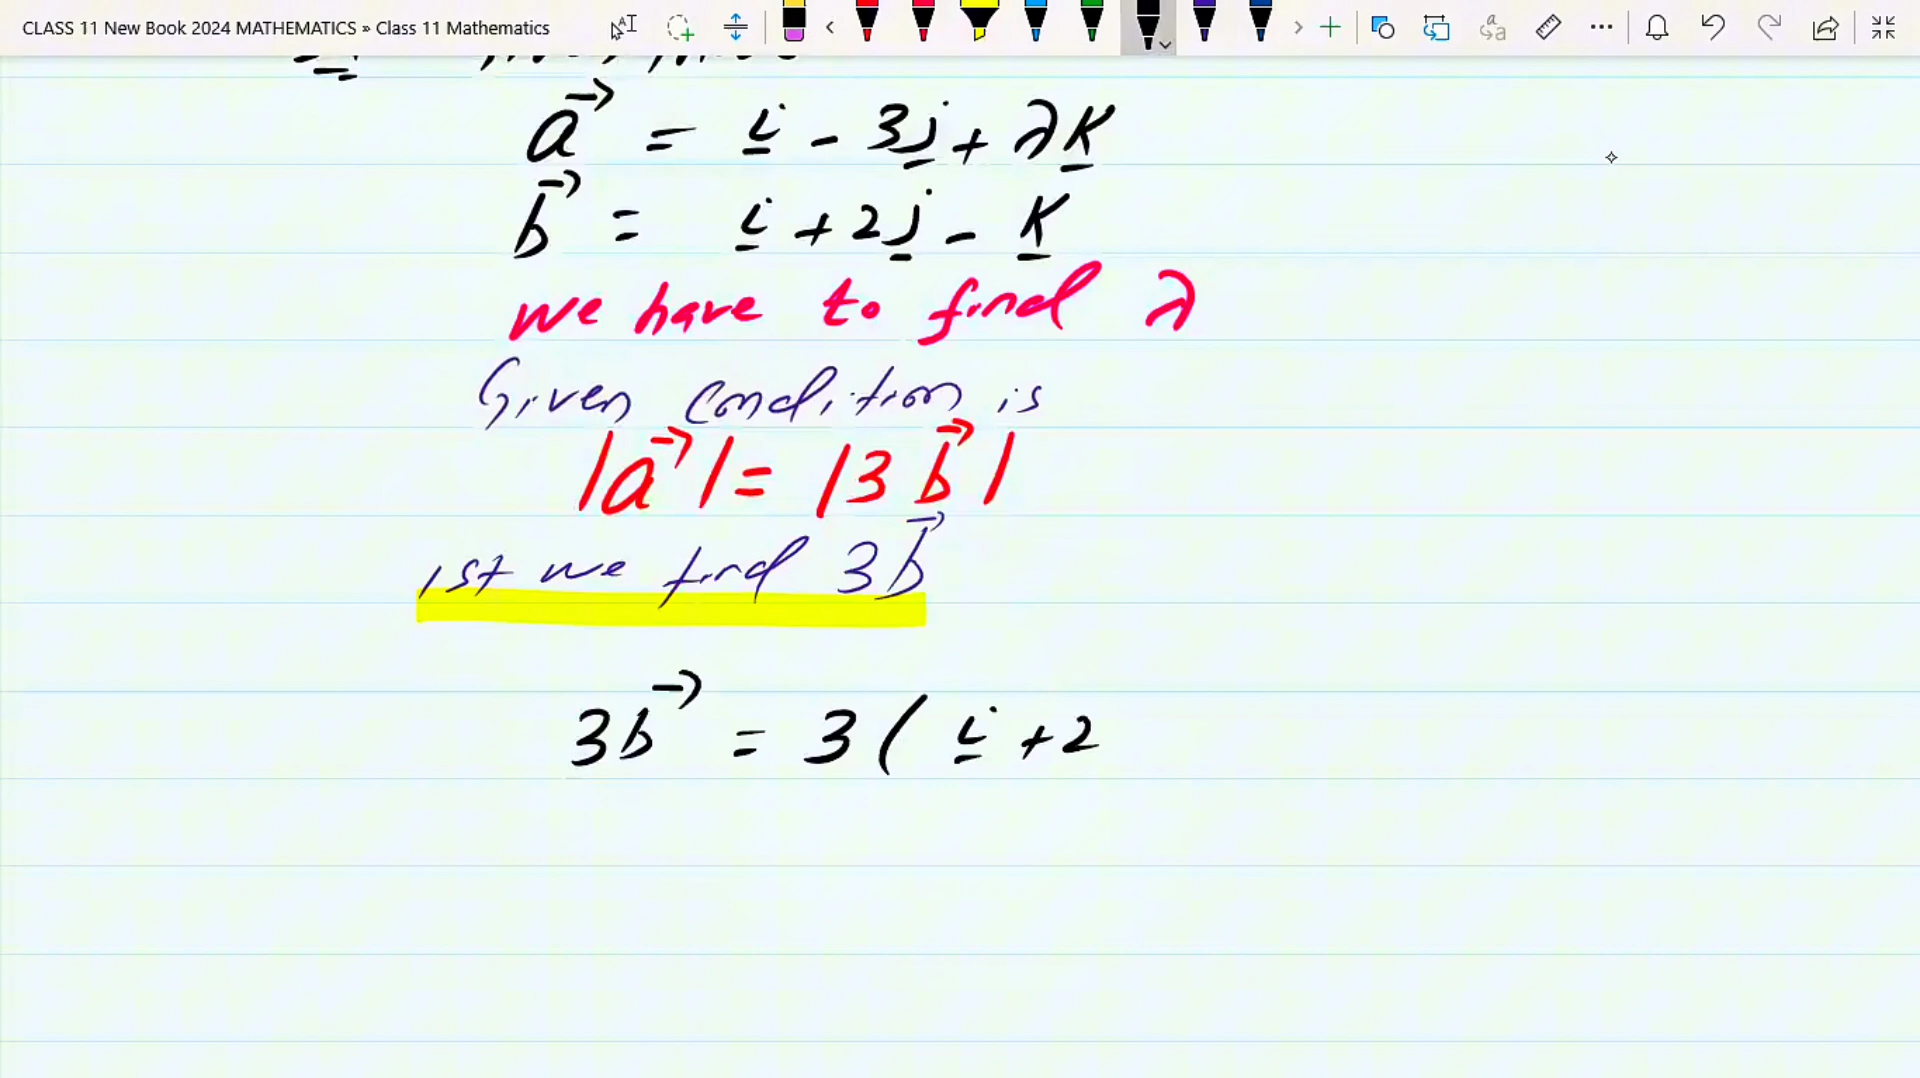 CLASS 11 New Book 2024 MATHEMATICS » Class 11 Mathematics
a⃗ = i - 3j + λK
b⃗ = i + 2j - K
we have to find λ
Given condition is
|a⃗| = |3b⃗|
1st we find 3b⃗
3b⃗ = 3( i + 2